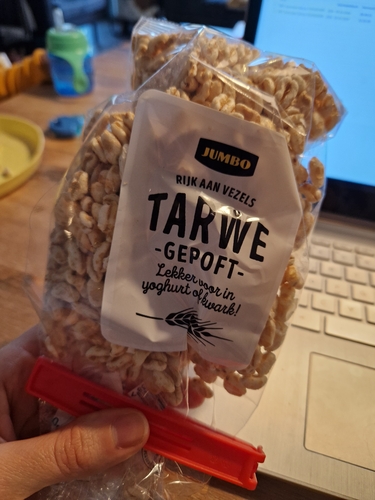 JUMBO
RIJK AAN VEZELS
TARWE
-GEPOFT-
Lekker voor in
yoghurt of kwark!